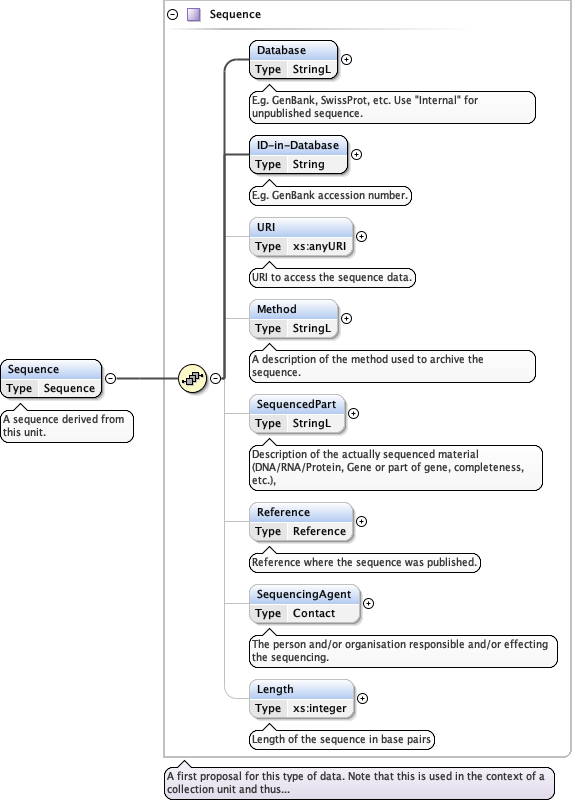 Sequence
Database
Type StringL
E.g. GenBank, SwissProt, etc. Use "Internal" for
unpublished sequence.
ID-in-Database
Type String
E.g. GenBank accession number.
URI
Type xs:anyURI
URI to access the sequence data.
Method
Type StringL
A description of the method used to archive the
sequence.
Sequence
Type Sequence
A sequence derived from
this unit.
SequencedPart
Type StringL
Description of the actually sequenced material
(DNA/RNA/Protein, Gene or part of gene, completeness,
etc.),
Reference
Type Reference
Reference where the sequence was published.
SequencingAgent
Type Contact
The person and/or organisation responsible and/or effecting
the sequencing.
Length
Type xs:integer
Length of the sequence in base pairs
A first proposal for this type of data. Note that this is used in the context of a
collection unit and thus...